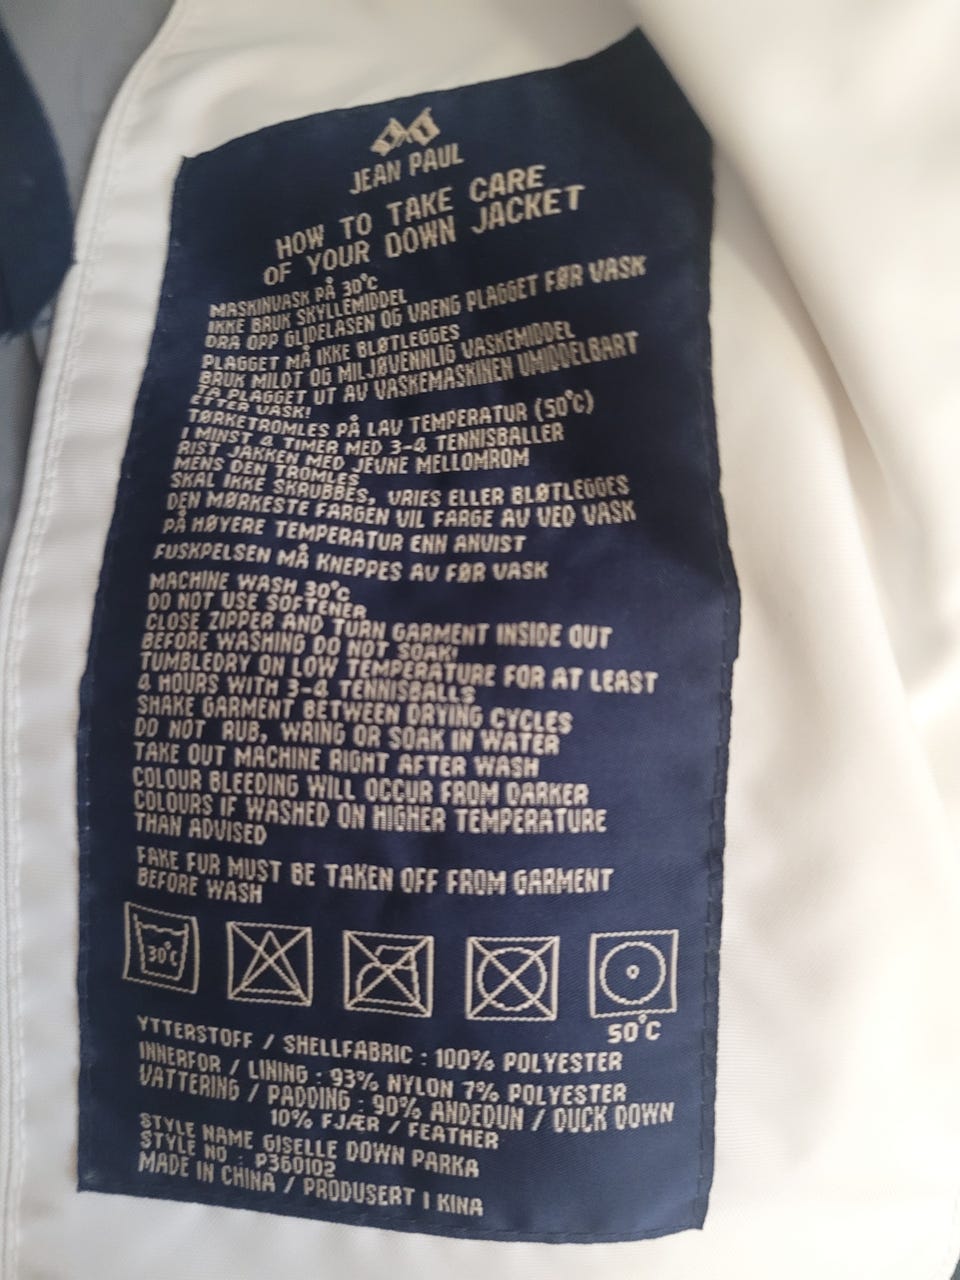 JEAN PAUL
HOW TO TAKE CARE
OF YOUR DOWN JACKET
MASKINVASK PÅ 30°C
IKKE BRUK SKYLLEMIDDEL
DRA OPP GLIDELÅSEN OG VRENG PLAGGET FØR VASK
PLAGGET MÅ IKKE BLØTLEGGES
BRUK MILDT OG MILJØVENNLIG VASKEMIDDEL
TA PLAGGET UT AV VASKEMASKINEN UMIDDELBART
ETTER VASK!
TØRKETROMLES PÅ LAV TEMPERATUR (50°C)
I MINST 4 TIMER MED 3-4 TENNISBALLER
RIST JAKKEN MED JEVNE MELLOMROM
MENS DEN TROMLES
SKAL IKKE SKRUBBES, VRIES ELLER BLØTLEGGES
DEN MØRKESTE FARGEN VIL FARGE AV VED VASK
PÅ HØYERE TEMPERATUR ENN ANVIST
FUSKPELSEN MÅ KNEPPES AV FØR VASK
MACHINE WASH 30°C
DO NOT USE SOFTENER
CLOSE ZIPPER AND TURN GARMENT INSIDE OUT
BEFORE WASHING DO NOT SOAK!
TUMBLEDRY ON LOW TEMPERATURE FOR AT LEAST
4 HOURS WITH 3-4 TENNISBALLS
SHAKE GARMENT BETWEEN DRYING CYCLES
DO NOT RUB, WRING OR SOAK IN WATER
TAKE OUT MACHINE RIGHT AFTER WASH
COLOUR BLEEDING WILL OCCUR FROM DARKER
COLOURS IF WASHED ON HIGHER TEMPERATURE
THAN ADVISED
FAKE FUR MUST BE TAKEN OFF FROM GARMENT
BEFORE WASH
30°C
50°C
YTTERSTOFF / SHELLFABRIC : 100% POLYESTER
INNERFOR / LINING : 93% NYLON 7% POLYESTER
VATTERING / PADDING : 90% ANDEDUN / DUCK DOWN
10% FJÆR / FEATHER
STYLE NAME GISELLE DOWN PARKA
STYLE NO : P360102
MADE IN CHINA / PRODUSERT I KINA